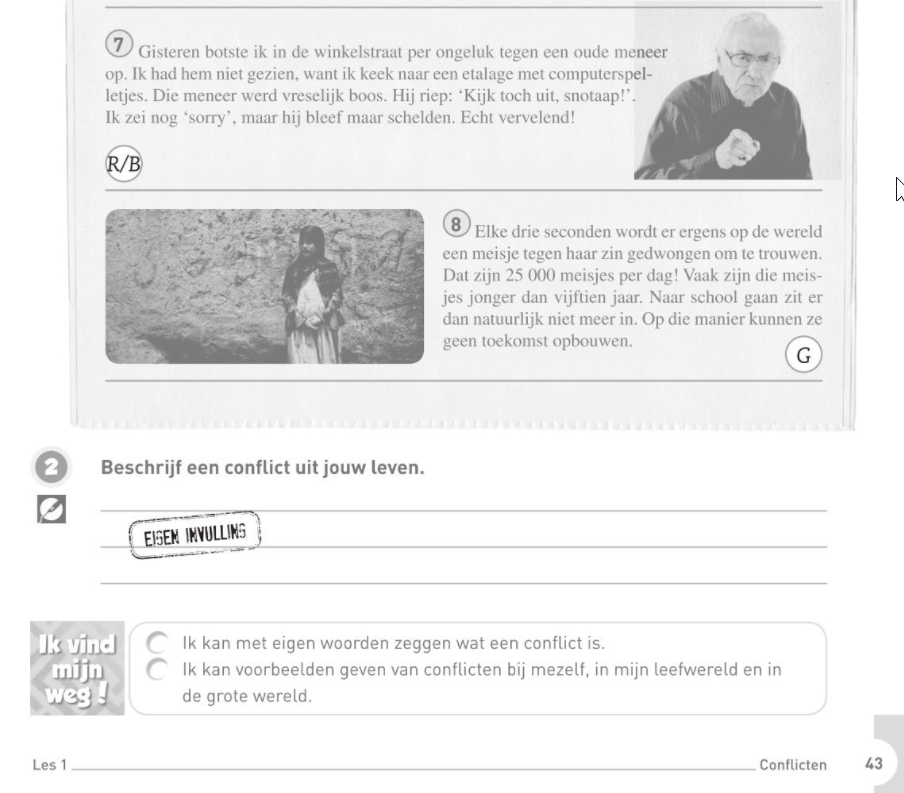 7 Gisteren botste ik in de winkelstraat per ongeluk tegen een oude meneer
op. Ik had hem niet gezien, want ik keek naar een etalage met computerspel-
letjes. Die meneer werd vreselijk boos. Hij riep: ‘Kijk toch uit, snotaap!’.
Ik zei nog ‘sorry’, maar hij bleef maar schelden. Echt vervelend!
R/B
8 Elke drie seconden wordt er ergens op de wereld
een meisje tegen haar zin gedwongen om te trouwen.
Dat zijn 25 000 meisjes per dag! Vaak zijn die meis-
jes jonger dan vijftien jaar. Naar school gaan zit er
dan natuurlijk niet meer in. Op die manier kunnen ze
geen toekomst opbouwen.
G
2 Beschrijf een conflict uit jouw leven.
EIGEN INVULLING
Ik vind
mijn
weg!
Ik kan met eigen woorden zeggen wat een conflict is.
Ik kan voorbeelden geven van conflicten bij mezelf, in mijn leefwereld en in
de grote wereld.
Les 1 Conflicten 43